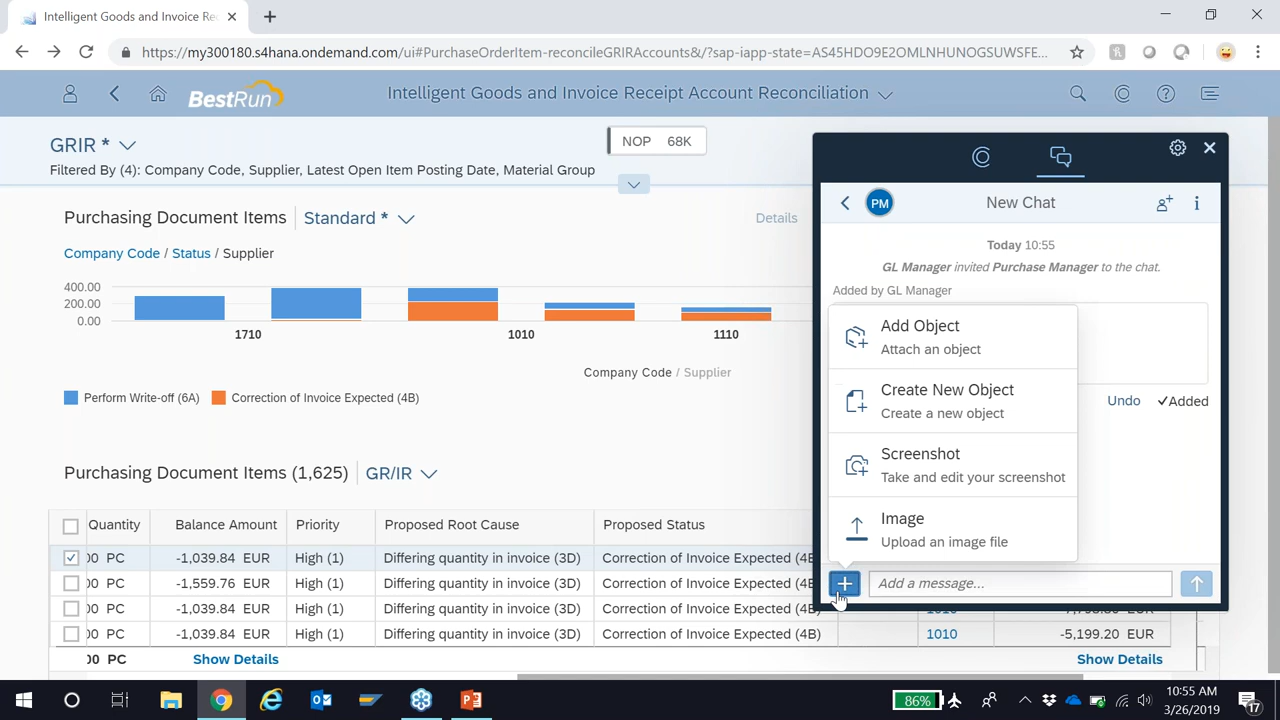 Intelligent Goods and Invoice Re
https://my300180.s4hana.ondemand.com/ui#PurchaseOrderItem-reconcileGRIRAccounts&/?sap-iapp-state=AS45HDO9E2OMLNHUNOGSUWSFE...
BestRun
Intelligent Goods and Invoice Receipt Account Reconciliation
GRIR *
NOP 68K
Filtered By (4): Company Code, Supplier, Latest Open Item Posting Date, Material Group
Purchasing Document Items Standard *
Details
Company Code / Status / Supplier
400.00
200.00
0.00
1710 1010 1110
Company Code / Supplier
Perform Write-off (6A) Correction of Invoice Expected (4B)
Purchasing Document Items (1,625) GR/IR
Quantity Balance Amount Priority Proposed Root Cause Proposed Status
00 PC -1,039.84 EUR High (1) Differing quantity in invoice (3D) Correction of Invoice Expected (4B
00 PC -1,559.76 EUR High (1) Differing quantity in invoice (3D) Correction of Invoice Expected (4B)
00 PC -1,039.84 EUR High (1) Differing quantity in invoice (3D) Correction of Invoice Expected (4B)
00 PC -1,039.84 EUR High (1) Differing quantity in invoice (3D) Correction of Invoice Expected (4B) 1010 -5,199.20 EUR
00 PC Show Details Show Details
PM New Chat
Today 10:55
GL Manager invited Purchase Manager to the chat.
Added by GL Manager
Add Object
Attach an object
Create New Object
Create a new object
Undo Added
Screenshot
Take and edit your screenshot
Image
Upload an image file
Add a message...
86%
10:55 AM
3/26/2019
17